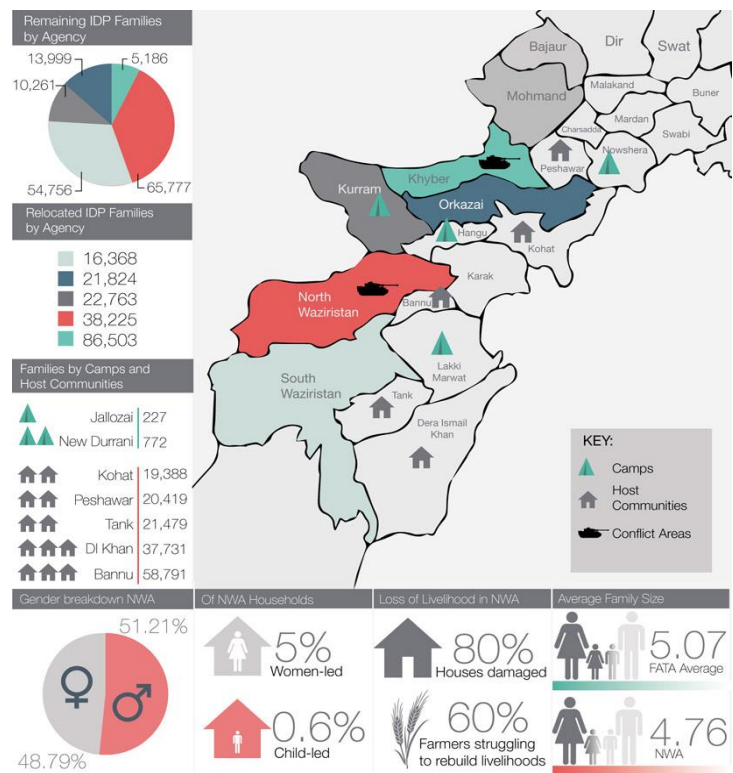 Remaining IDP Families
by Agency
13,999
5,186
10,261
54,756
65,777
Relocated IDP Families
by Agency
16,368
21,824
22,763
38,225
86,503
Families by Camps and
Host Communities
Jallozai 227
New Durrani 772
Kohat 19,388
Peshawar 20,419
Tank 21,479
DI Khan 37,731
Bannu 58,791
Dir
Swat
Bajaur
Malakand
Buner
Mohmand
Mardan
Charsadda
Swabi
Nowshera
Peshawar
Khyber
Kurram
Orkazai
Hangu
Kohat
Karak
North
Waziristan
Bannu
Lakki
Marwat
South
Waziristan
Tank
Dera Ismail
Khan
KEY:
Camps
Host
Communities
Conflict Areas
Gender breakdown NWA
51.21%
48.79%
Of NWA Households
5%
Women-led
0.6%
Child-led
Loss of Livelihood in NWA
80%
Houses damaged
60%
Farmers struggling
to rebuild livelihoods
Average Family Size
5.07
FATA Average
4.76
NWA